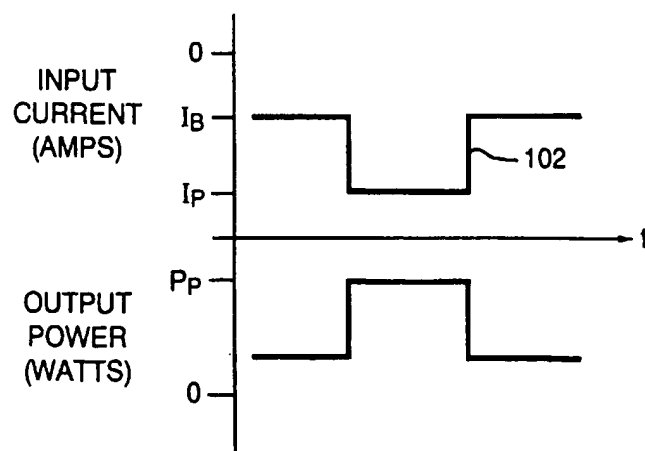 0
INPUT
CURRENT
(AMPS)
I_B
102
I_P
t
P_P
OUTPUT
POWER
(WATTS)
0